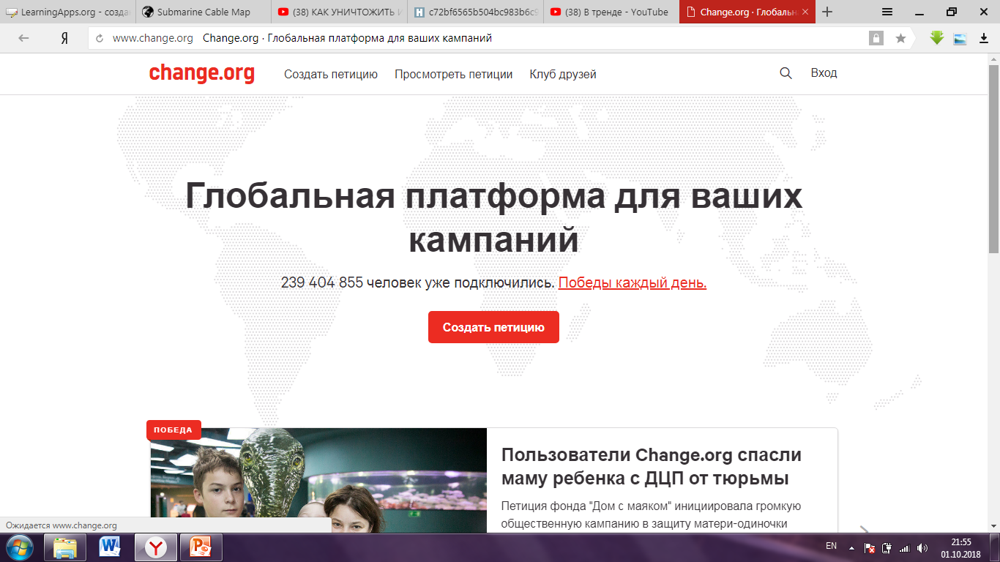 LearningApps.org - созда
Submarine Cable Map
(38) КАК УНИЧТОЖИТЬ И
c72bf6565b504bc983b6c9
(38) В тренде - YouTube
Change.org · Глобальн
www.change.org Change.org · Глобальная платформа для ваших кампаний
change.org
Создать петицию
Просмотреть петиции
Клуб друзей
Вход
Глобальная платформа для ваших
кампаний
239 404 855 человек уже подключились. Победы каждый день.
Создать петицию
ПОБЕДА
Пользователи Change.org спасли
маму ребенка с ДЦП от тюрьмы
Петиция фонда "Дом с маяком" инициировала громкую
общественную кампанию в защиту матери-одиночки
Ожидается www.change.org
EN
21:55
01.10.2018